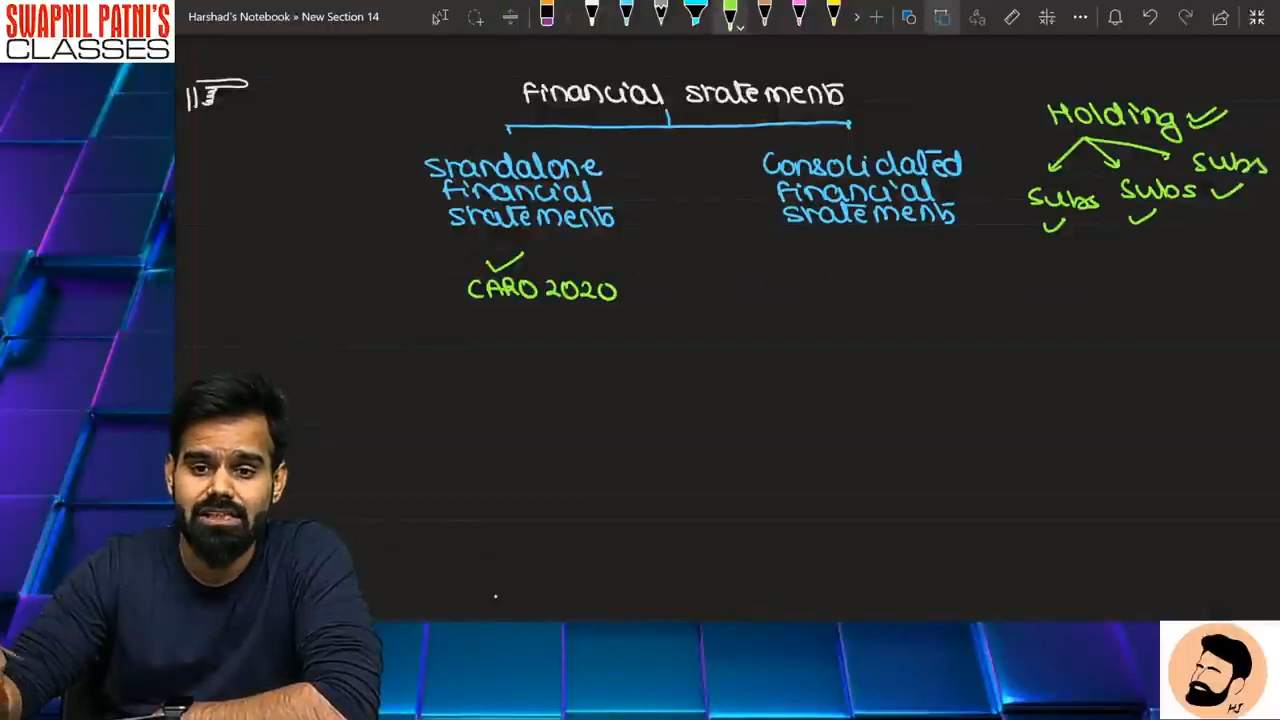 SWAPNIL PATNI'S
CLASSES
Harshad's Notebook » New Section 14
financial statements
standalone
financial
statements
Consolidated
financial
statements
Holding
subs
subs
subs
CARO 2020
HJ